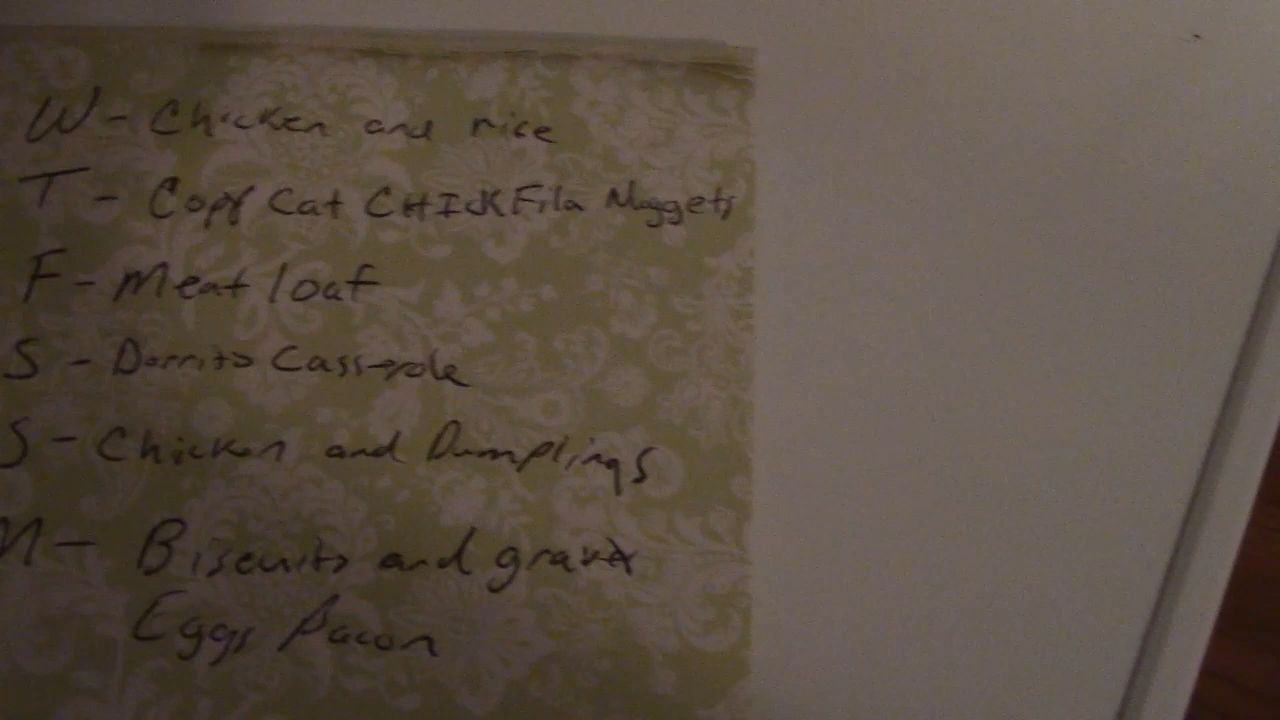 W - Chicken and rice
T - Copy Cat CHICKFila Nuggets
F - Meat loaf
S - Dorrito Casserole
S - Chicken and Dumplings
M - Biscuits and gravy
Eggs Bacon